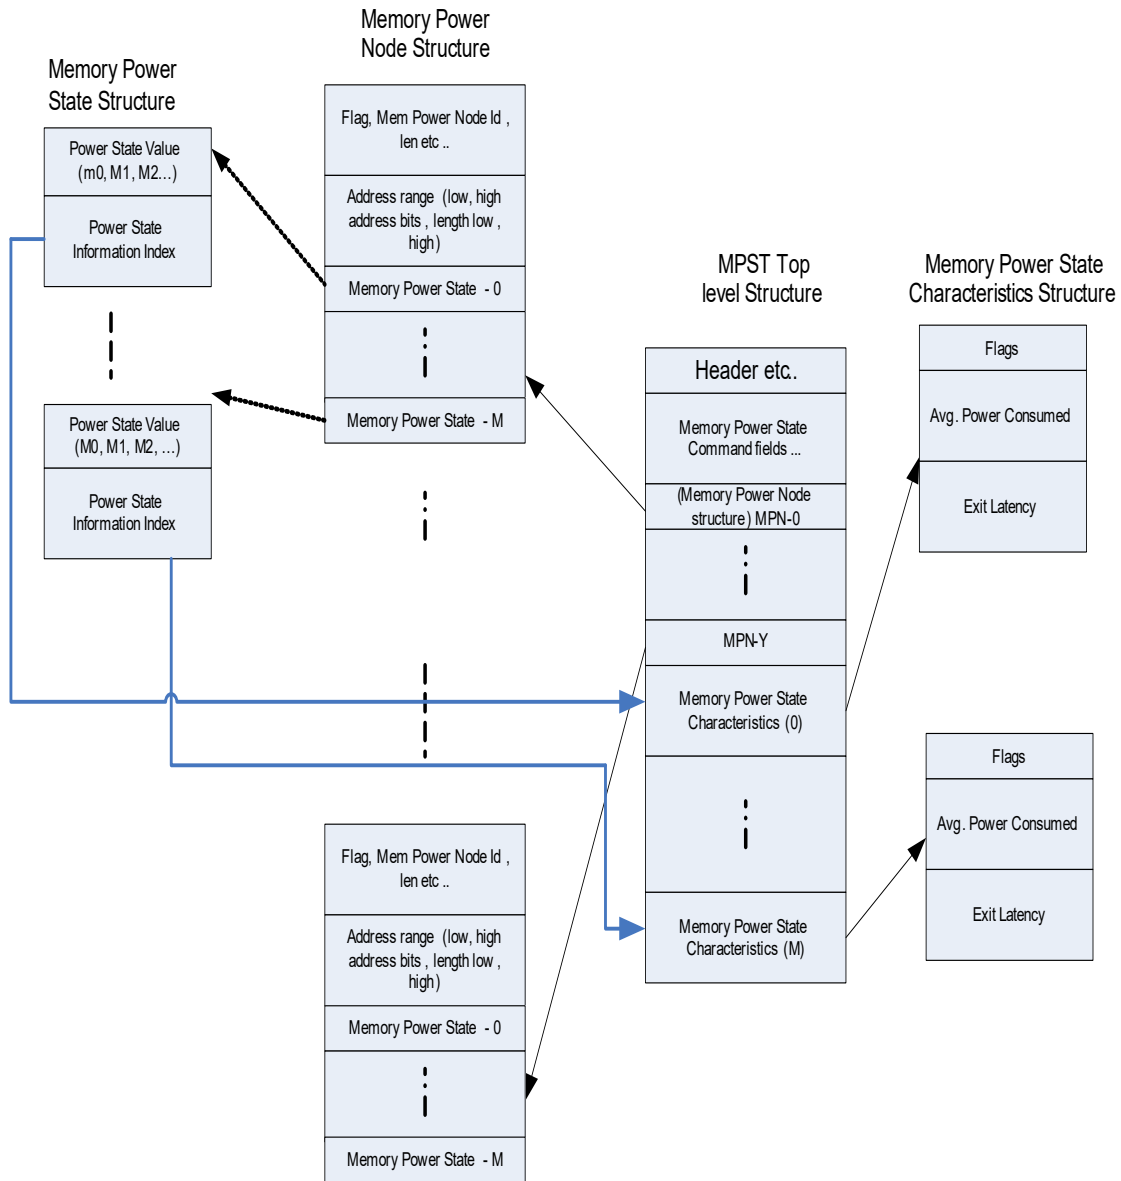 Memory Power
State Structure
Power State Value
(m0, M1, M2...)
Power State
Information Index
Power State Value
(M0, M1, M2, ...)
Power State
Information Index
Memory Power
Node Structure
Flag, Mem Power Node Id ,
len etc ..
Address range (low, high
address bits , length low ,
high)
Memory Power State - 0
Memory Power State - M
Flag, Mem Power Node Id ,
len etc ..
Address range (low, high
address bits , length low ,
high)
Memory Power State - 0
Memory Power State - M
MPST Top
level Structure
Header etc..
Memory Power State
Command fields ...
(Memory Power Node
structure) MPN-0
MPN-Y
Memory Power State
Characteristics (0)
Memory Power State
Characteristics (M)
Memory Power State
Characteristics Structure
Flags
Avg. Power Consumed
Exit Latency
Flags
Avg. Power Consumed
Exit Latency